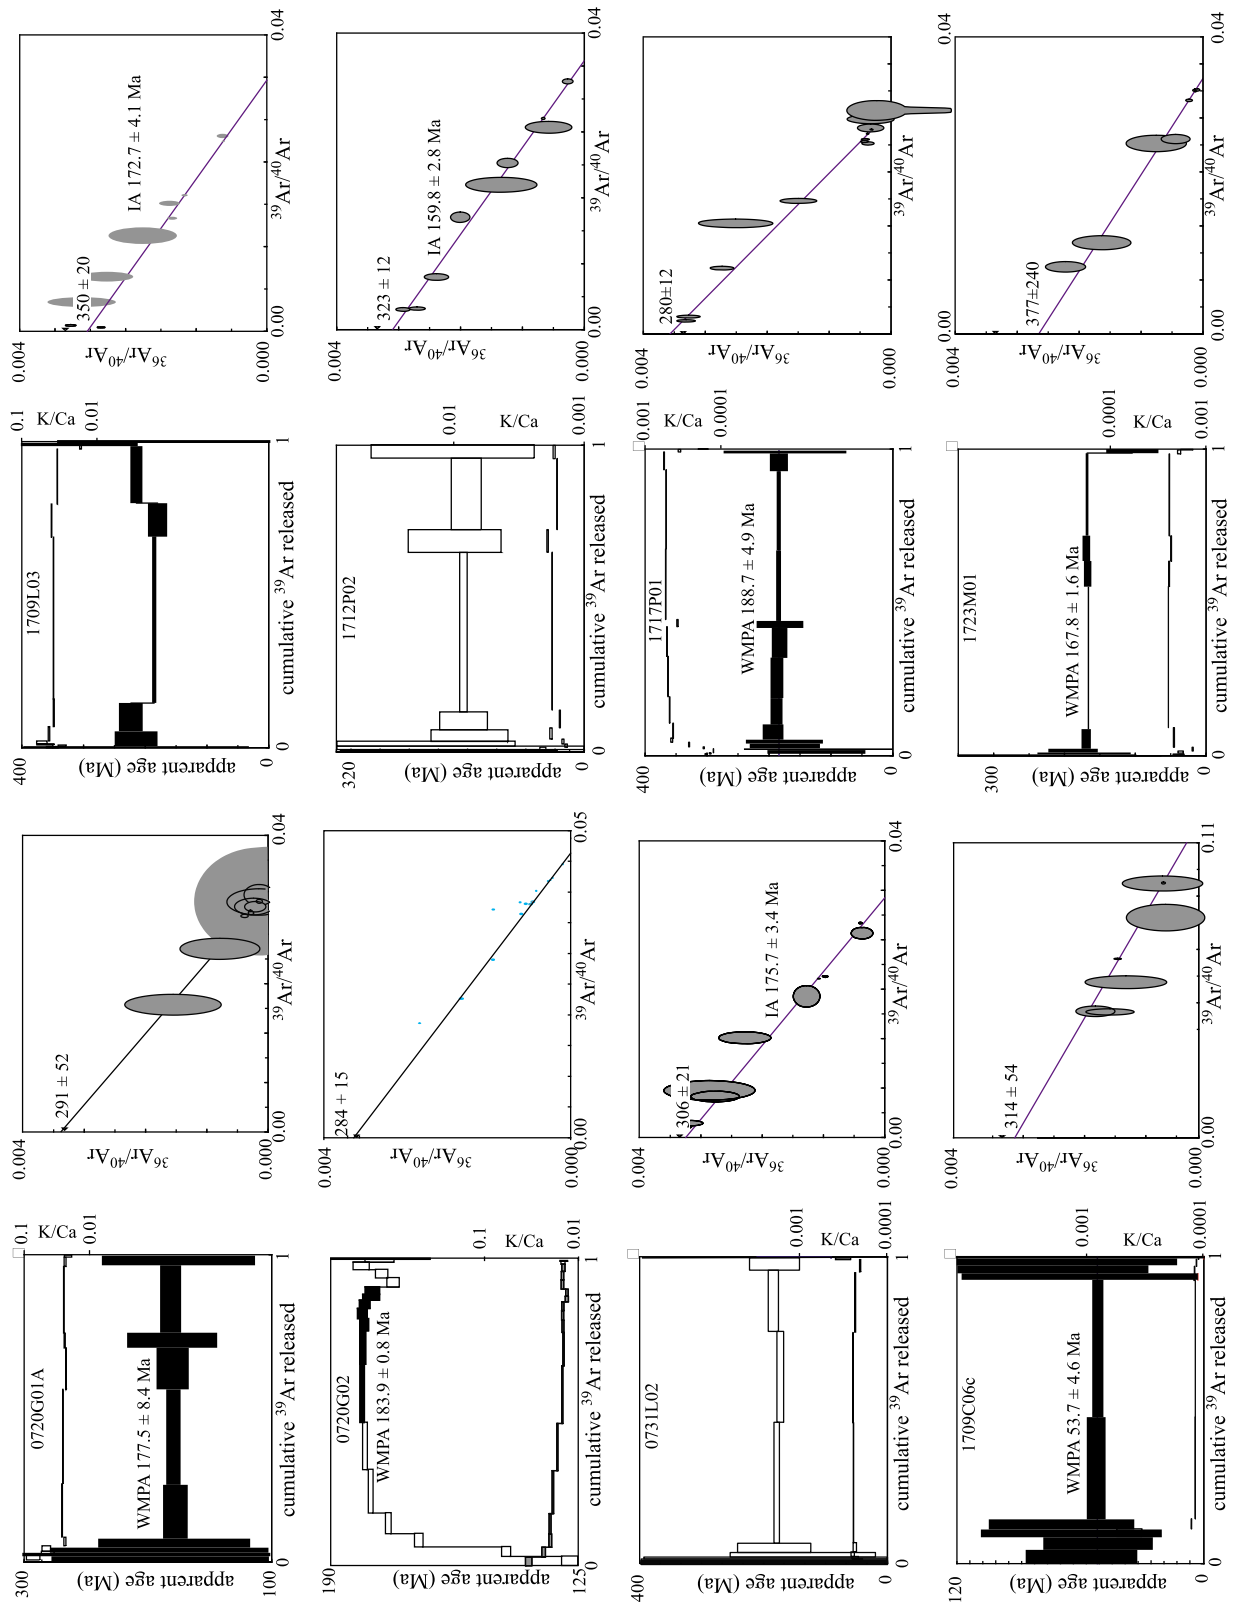 300
0720G01A
WMPA 177.5 ± 8.4 Ma
apparent age (Ma)
100
0
cumulative ³⁹Ar released
1
0.1
K/Ca
0.01
0.004
291 ± 52
³⁶Ar/⁴⁰Ar
0.000
0.00
³⁹Ar/⁴⁰Ar
0.04
400
1709L03
apparent age (Ma)
0
0
cumulative ³⁹Ar released
1
0.1
K/Ca
0.01
0.004
350 ± 20
IA 172.7 ± 4.1 Ma
³⁶Ar/⁴⁰Ar
0.000
0.00
³⁹Ar/⁴⁰Ar
0.04
190
0720G02
WMPA 183.9 ± 0.8 Ma
apparent age (Ma)
125
0
cumulative ³⁹Ar released
1
0.1
K/Ca
0.01
0.004
284 ± 15
³⁶Ar/⁴⁰Ar
0.000
0.00
³⁹Ar/⁴⁰Ar
0.05
320
1712P02
apparent age (Ma)
0
0
cumulative ³⁹Ar released
1
0.01
K/Ca
0.001
0.004
323 ± 12
IA 159.8 ± 2.8 Ma
³⁶Ar/⁴⁰Ar
0.000
0.00
³⁹Ar/⁴⁰Ar
0.04
400
0731L02
apparent age (Ma)
0
0
cumulative ³⁹Ar released
1
0.001
K/Ca
0.0001
0.004
306 ± 21
IA 175.7 ± 3.4 Ma
³⁶Ar/⁴⁰Ar
0.000
0.00
³⁹Ar/⁴⁰Ar
0.04
400
1717P01
WMPA 188.7 ± 4.9 Ma
apparent age (Ma)
0
0
cumulative ³⁹Ar released
1
0.001
K/Ca
0.0001
0.004
280±12
³⁶Ar/⁴⁰Ar
0.000
0.00
³⁹Ar/⁴⁰Ar
0.04
120
1709C06c
WMPA 53.7 ± 4.6 Ma
apparent age (Ma)
0
0
cumulative ³⁹Ar released
1
0.001
K/Ca
0.0001
0.004
314 ± 54
³⁶Ar/⁴⁰Ar
0.000
0.00
³⁹Ar/⁴⁰Ar
0.11
300
1723M01
WMPA 167.8 ± 1.6 Ma
apparent age (Ma)
0
0
cumulative ³⁹Ar released
1
0.0001
K/Ca
0.004
377±240
³⁶Ar/⁴⁰Ar
0.000
0.00
³⁹Ar/⁴⁰Ar
0.04